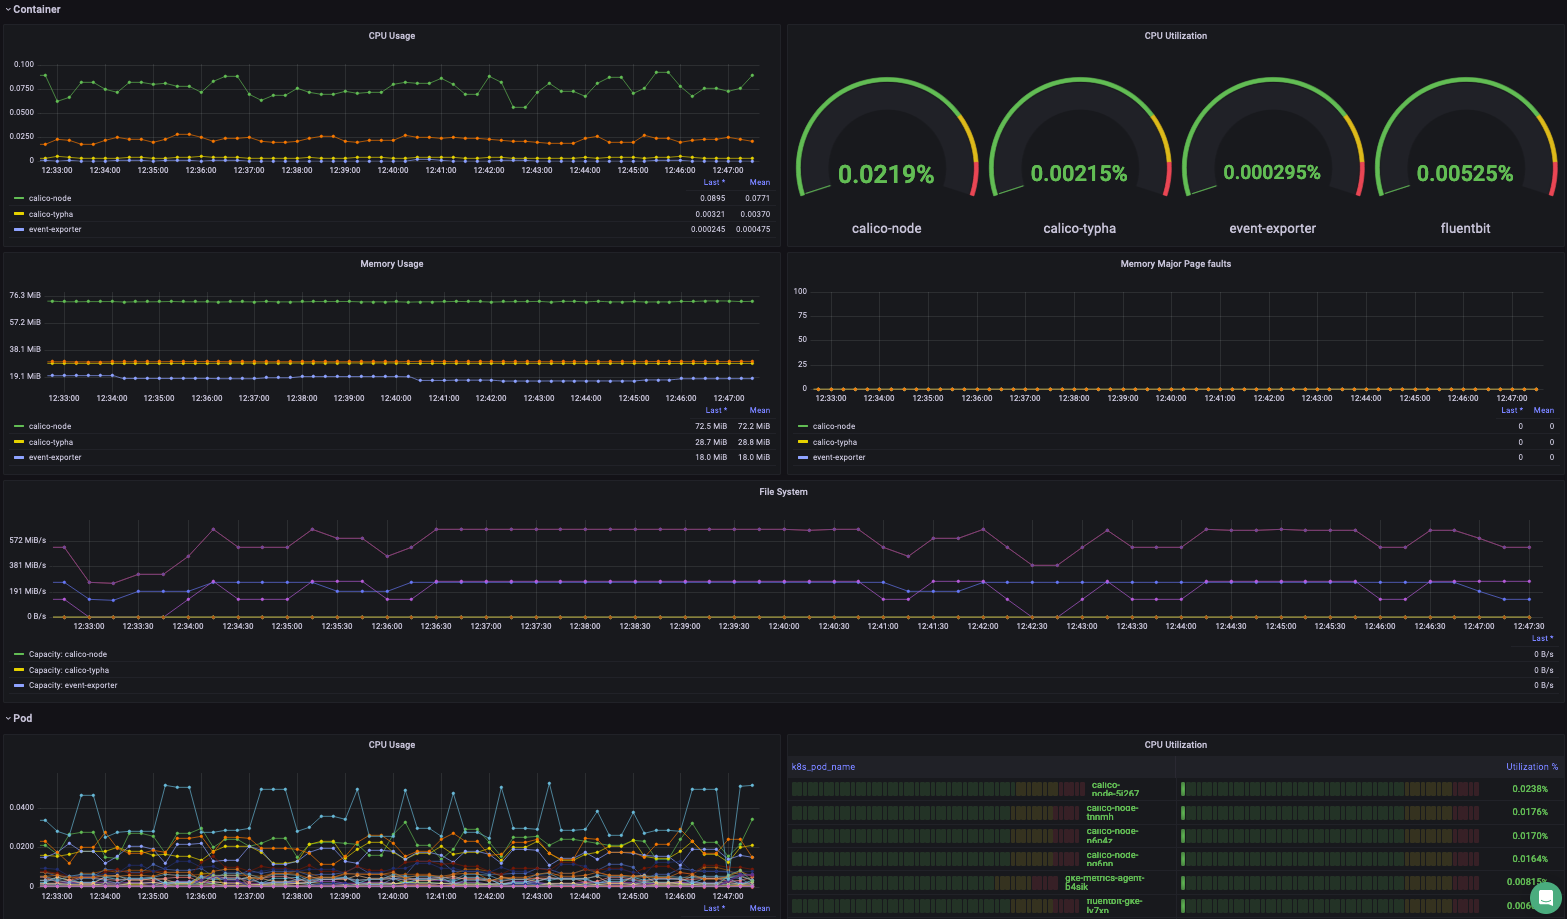 Container
CPU Usage
0.100
0.0750
0.0500
0.0250
0
12:33:00 12:34:00 12:35:00 12:36:00 12:37:00 12:38:00 12:39:00 12:40:00 12:41:00 12:42:00 12:43:00 12:44:00 12:45:00 12:46:00 12:47:00
Last * Mean
calico-node 0.0895 0.0771
calico-typha 0.00321 0.00370
event-exporter 0.000245 0.000475
CPU Utilization
0.0219% 0.00215% 0.000295% 0.00525%
calico-node calico-typha event-exporter fluentbit
Memory Usage
76.3 MiB
57.2 MiB
38.1 MiB
19.1 MiB
12:33:00 12:34:00 12:35:00 12:36:00 12:37:00 12:38:00 12:39:00 12:40:00 12:41:00 12:42:00 12:43:00 12:44:00 12:45:00 12:46:00 12:47:00
Last * Mean
calico-node 72.5 MiB 72.2 MiB
calico-typha 28.7 MiB 28.8 MiB
event-exporter 18.0 MiB 18.0 MiB
Memory Major Page faults
100
75
50
25
0
12:33:00 12:34:00 12:35:00 12:36:00 12:37:00 12:38:00 12:39:00 12:40:00 12:41:00 12:42:00 12:43:00 12:44:00 12:45:00 12:46:00 12:47:00
Last * Mean
calico-node 0 0
calico-typha 0 0
event-exporter 0 0
File System
572 MiB/s
381 MiB/s
191 MiB/s
0 B/s
12:33:00 12:33:30 12:34:00 12:34:30 12:35:00 12:35:30 12:36:00 12:36:30 12:37:00 12:37:30 12:38:00 12:38:30 12:39:00 12:39:30 12:40:00 12:40:30 12:41:00 12:41:30 12:42:00 12:42:30 12:43:00 12:43:30 12:44:00 12:44:30 12:45:00 12:45:30 12:46:00 12:46:30 12:47:00 12:47:30
Last *
Capacity: calico-node 0 B/s
Capacity: calico-typha 0 B/s
Capacity: event-exporter 0 B/s
Pod
CPU Usage
0.0400
0.0200
0
12:33:00 12:34:00 12:35:00 12:36:00 12:37:00 12:38:00 12:39:00 12:40:00 12:41:00 12:42:00 12:43:00 12:44:00 12:45:00 12:46:00 12:47:00
Last * Mean
CPU Utilization
k8s_pod_name Utilization %
calico-
0.0238%
calico-node-
tnnmh
0.0176%
calico-node-
0.0170%
calico-node-
0.0164%
gke-metrics-agent-
b4sjk
fluentbit-gke-